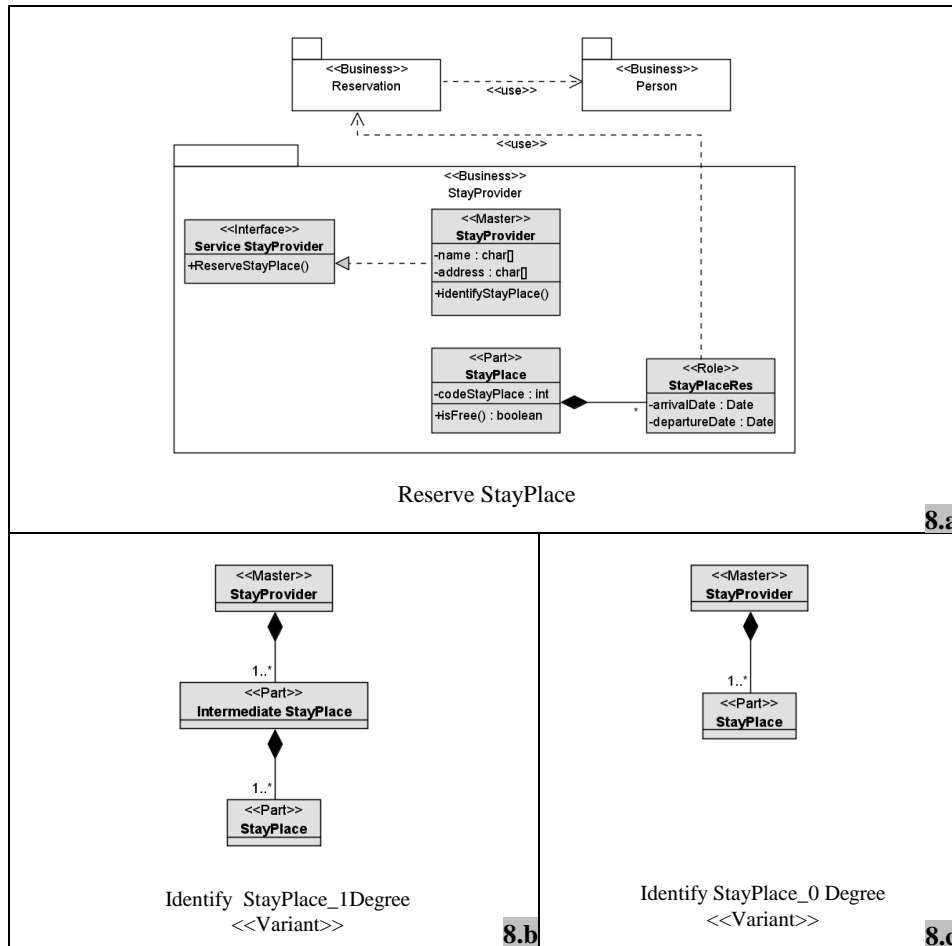 <<Business>>
Reservation
<<use>>
<<Business>>
Person
<<use>>
<<Business>>
StayProvider
<<Interface>>
Service StayProvider
+ReserveStayPlace()
<<Master>>
StayProvider
-name : char[]
-address : char[]
+identifyStayPlace()
<<Part>>
StayPlace
-codeStayPlace : int
+isFree() : boolean
*
<<Role>>
StayPlaceRes
-arrivalDate : Date
-departureDate : Date
Reserve StayPlace
8.a
<<Master>>
StayProvider
1..*
<<Part>>
Intermediate StayPlace
1..*
<<Part>>
StayPlace
Identify StayPlace_1Degree
<<Variant>>
8.b
<<Master>>
StayProvider
1..*
<<Part>>
StayPlace
Identify StayPlace_0 Degree
<<Variant>>